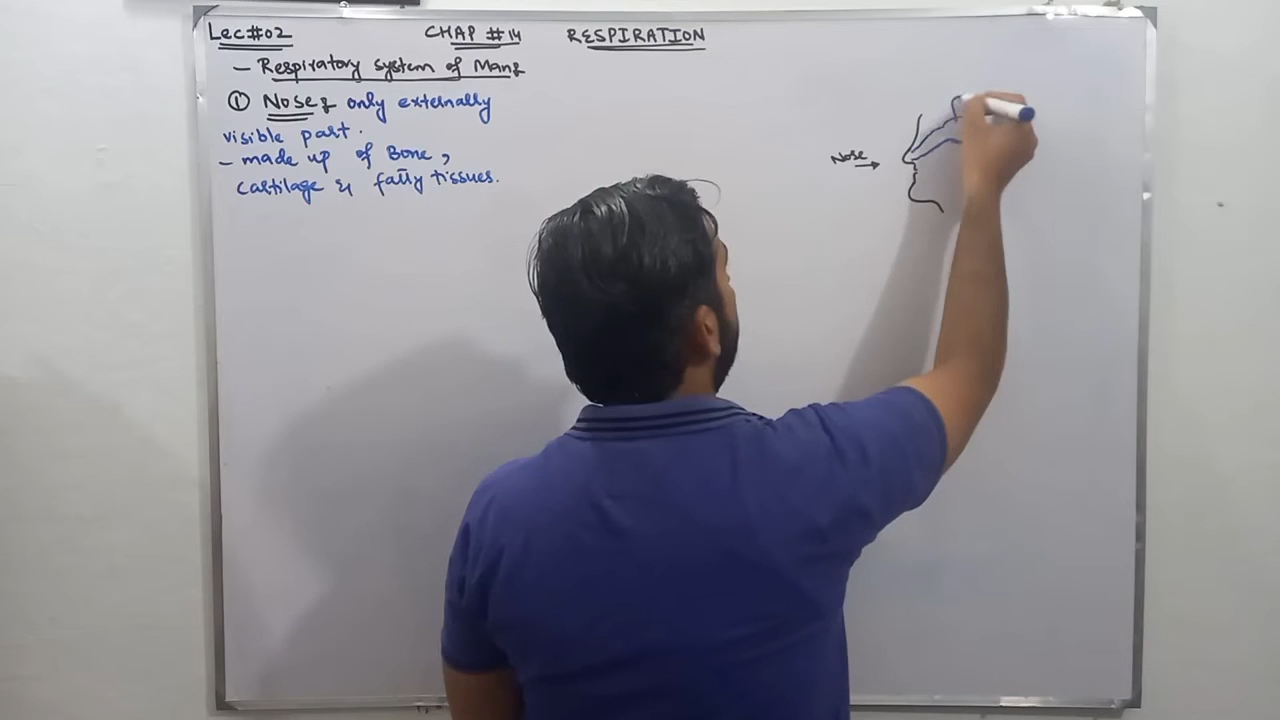 Lec#02 CHAP #14 RESPIRATION
– Respiratory system of Man:
① Nose: only externally
visible part.
– made up of Bone,
cartilage & fatty tissues.
Nose →